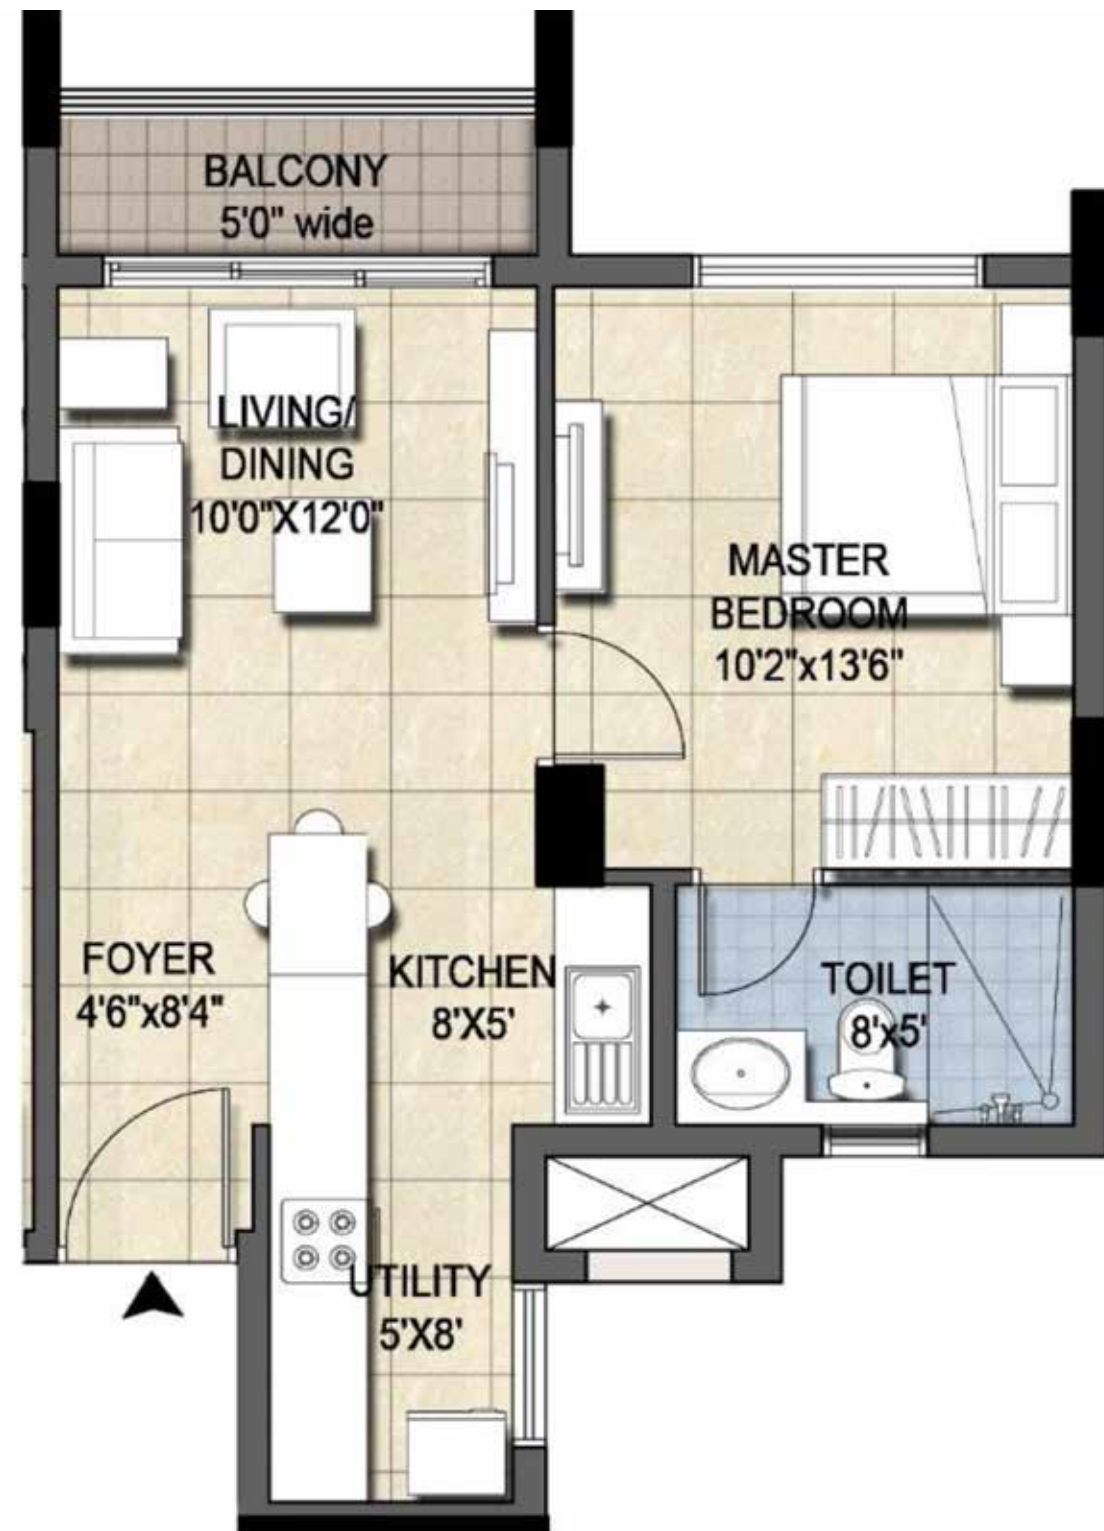 BALCONY
5'0" wide
LIVING/
DINING
10'0"X12'0"
MASTER
BEDROOM
10'2"x13'6"
FOYER
4'6"x8'4"
KITCHEN
8'X5'
TOILET
8'x5'
UTILITY
5'X8'